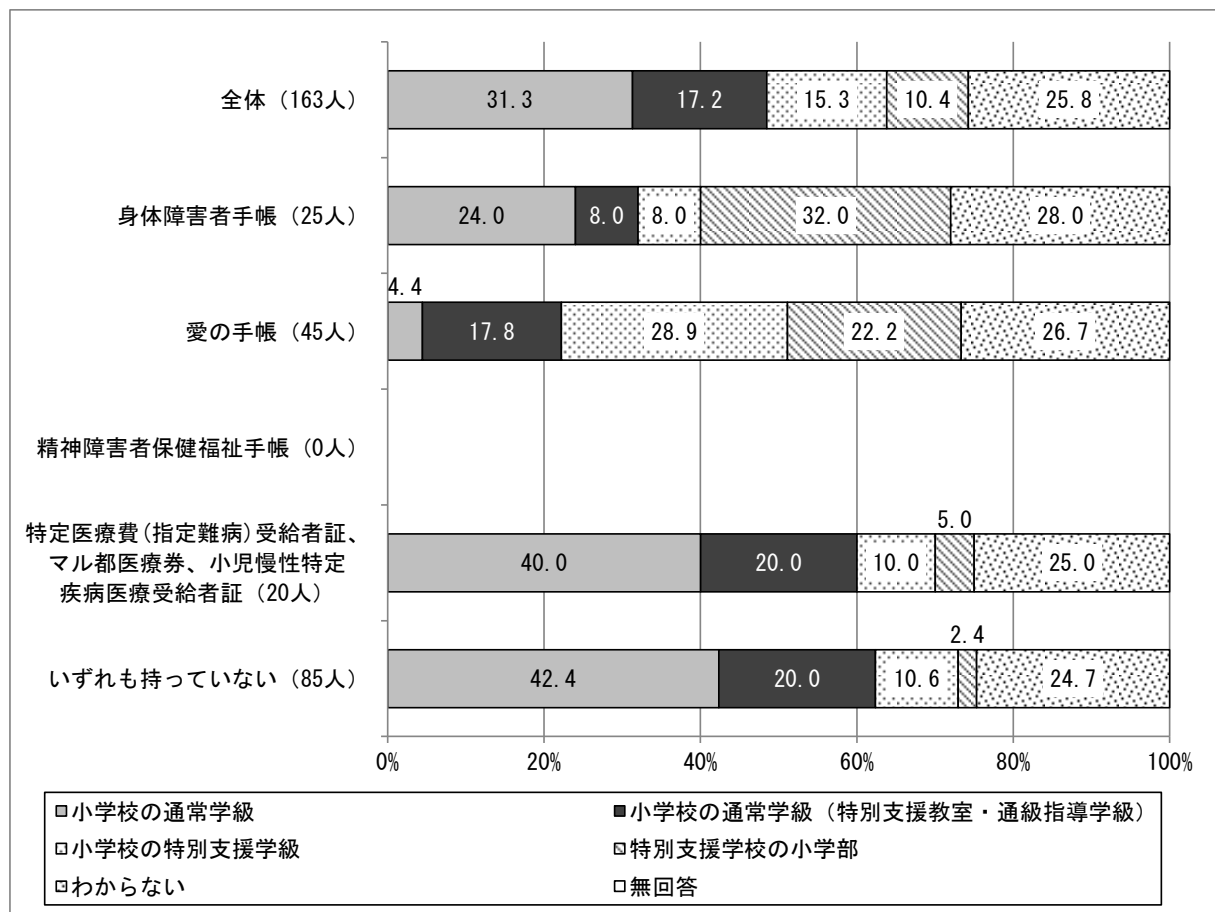 全体（163人）
31.3
17.2
15.3
10.4
25.8
身体障害者手帳（25人）
24.0
8.0
8.0
32.0
28.0
愛の手帳（45人）
4.4
17.8
28.9
22.2
26.7
精神障害者保健福祉手帳（0人）
特定医療費（指定難病）受給者証、
マル都医療券、小児慢性特定
疾病医療受給者証（20人）
40.0
20.0
10.0
5.0
25.0
いずれも持っていない（85人）
42.4
20.0
10.6
2.4
24.7
0%
20%
40%
60%
80%
100%
小学校の通常学級
小学校の通常学級（特別支援教室・通級指導学級）
小学校の特別支援学級
特別支援学校の小学部
わからない
無回答